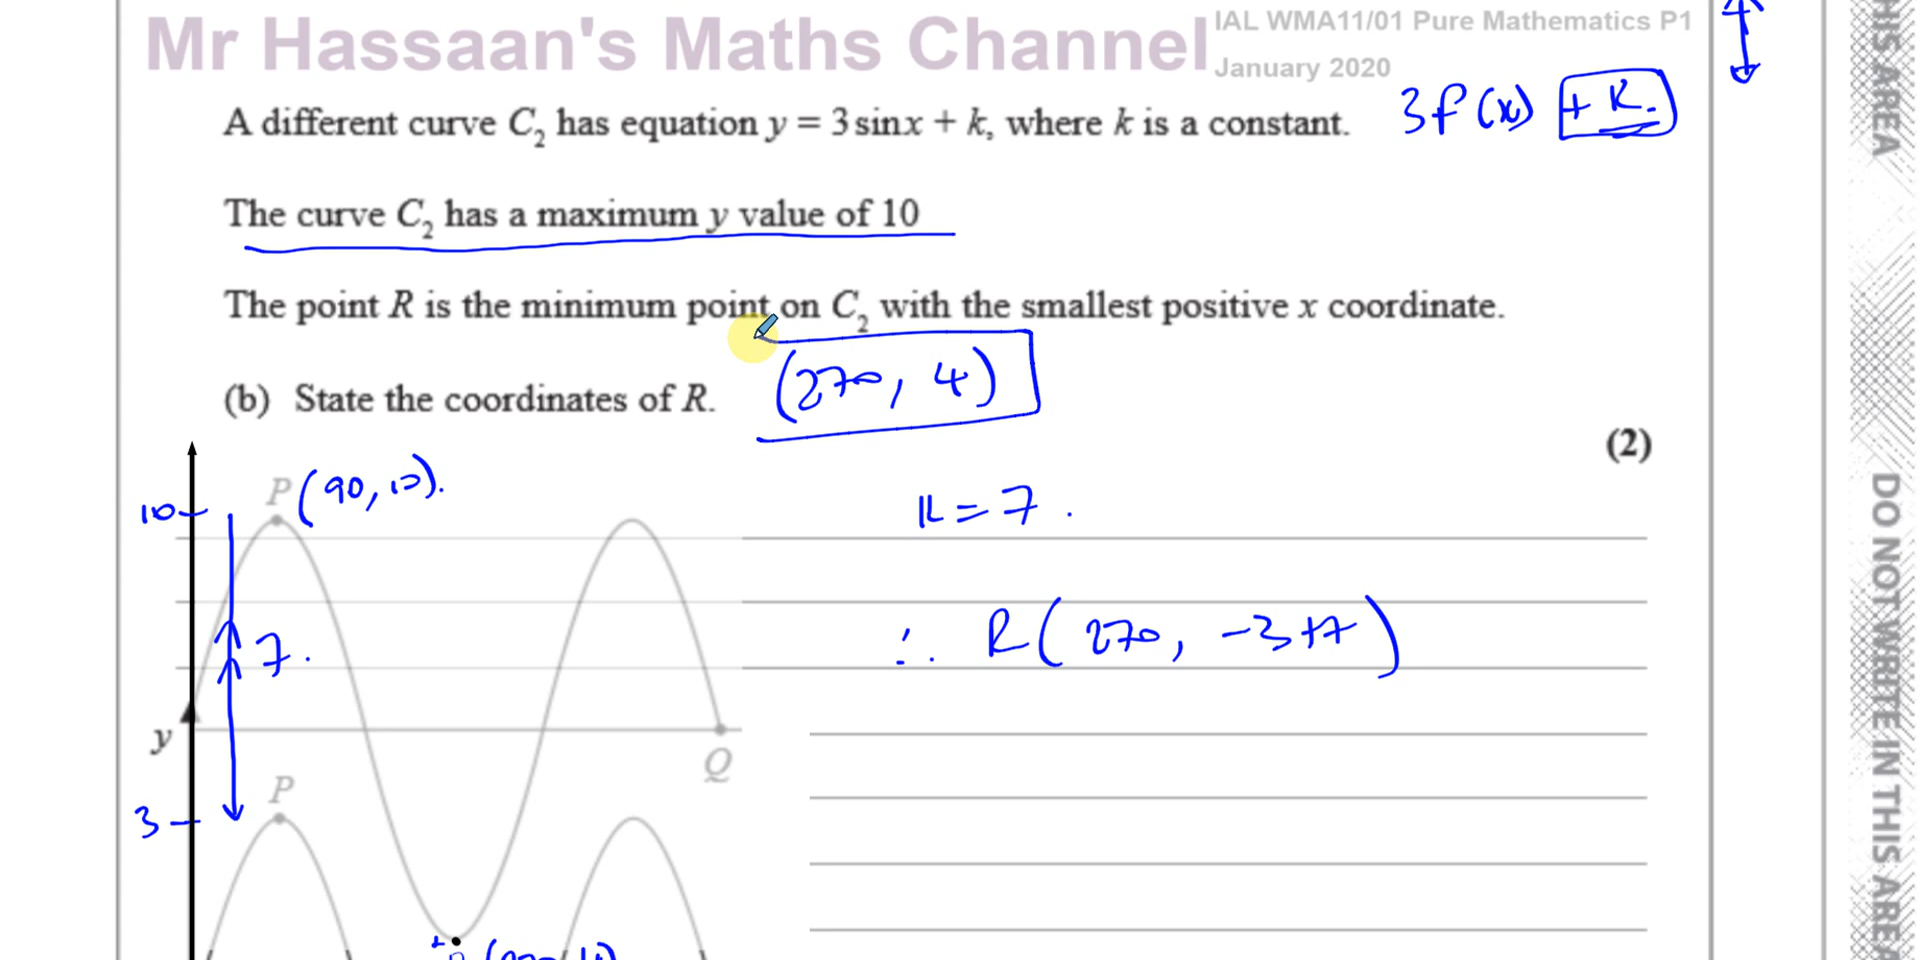 Mr Hassaan's Maths Channel
IAL WMA11/01 Pure Mathematics P1
January 2020
A different curve C₂ has equation y = 3 sinx + k, where k is a constant.
3f(x) + k.
The curve C₂ has a maximum y value of 10
The point R is the minimum point on C₂ with the smallest positive x coordinate.
(b) State the coordinates of R.
(270, 4)
(2)
P (90, 10).
10
k = 7.
7.
∴ R(270, -3+7)
y
Q
P
3
HIS AREA
DO NOT WRITE IN THIS AREA